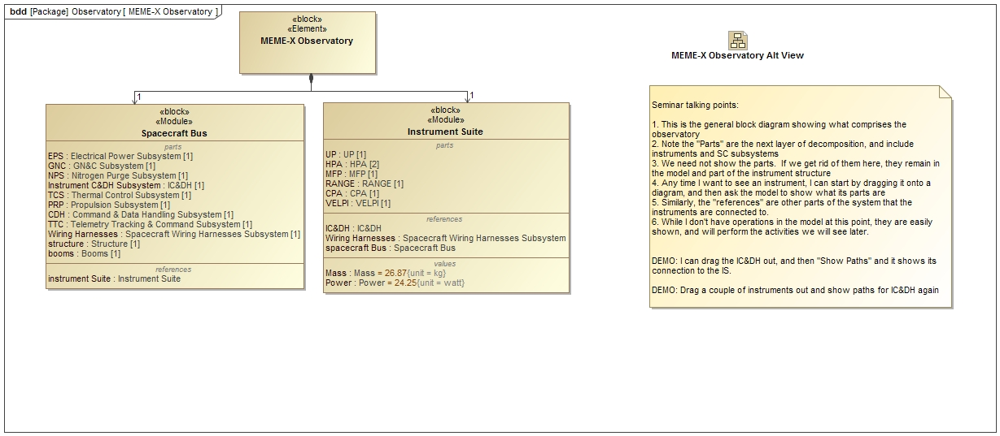 bdd [Package] Observatory [ MEME-X Observatory ]
«block»
«Element»
MEME-X Observatory
1
1
«block»
«Module»
Spacecraft Bus
parts
EPS : Electrical Power Subsystem [1]
GNC : GN&C Subsystem [1]
NPS : Nitrogen Purge Subsystem [1]
Instrument C&DH Subsystem : IC&DH [1]
TCS : Thermal Control Subsystem [1]
PRP : Propulsion Subsystem [1]
CDH : Command & Data Handling Subsystem [1]
TTC : Telemetry Tracking & Command Subsystem [1]
Wiring Harnesses : Spacecraft Wiring Harnesses Subsystem [1]
structure : Structure [1]
booms : Booms [1]
references
instrument Suite : Instrument Suite
«block»
«Module»
Instrument Suite
parts
UP : UP [1]
HPA : HPA [2]
MFP : MFP [1]
RANGE : RANGE [1]
CPA : CPA [1]
VELPI : VELPI [1]
references
IC&DH : IC&DH
Wiring Harnesses : Spacecraft Wiring Harnesses Subsystem
spacecraft Bus : Spacecraft Bus
values
Mass : Mass = 26.87{unit = kg}
Power : Power = 24.25{unit = watt}
MEME-X Observatory Alt View
Seminar talking points:
1. This is the general block diagram showing what comprises the
observatory
2. Note the "Parts" are the next layer of decomposition, and include
instruments and SC subsystems
3. We need not show the parts.  If we get rid of them here, they remain in
the model and part of the instrument structure
4. Any time I want to see an instrument, I can start by dragging it onto a
diagram, and then ask the model to show what its parts are
5. Similarly, the "references" are other parts of the system that the
instruments are connected to.
6. While I don't have operations in the model at this point, they are easily
shown, and will perform the activities we will see later.
DEMO: I can drag the IC&DH out, and then "Show Paths" and it shows its
connection to the IS.
DEMO: Drag a couple of instruments out and show paths for IC&DH again